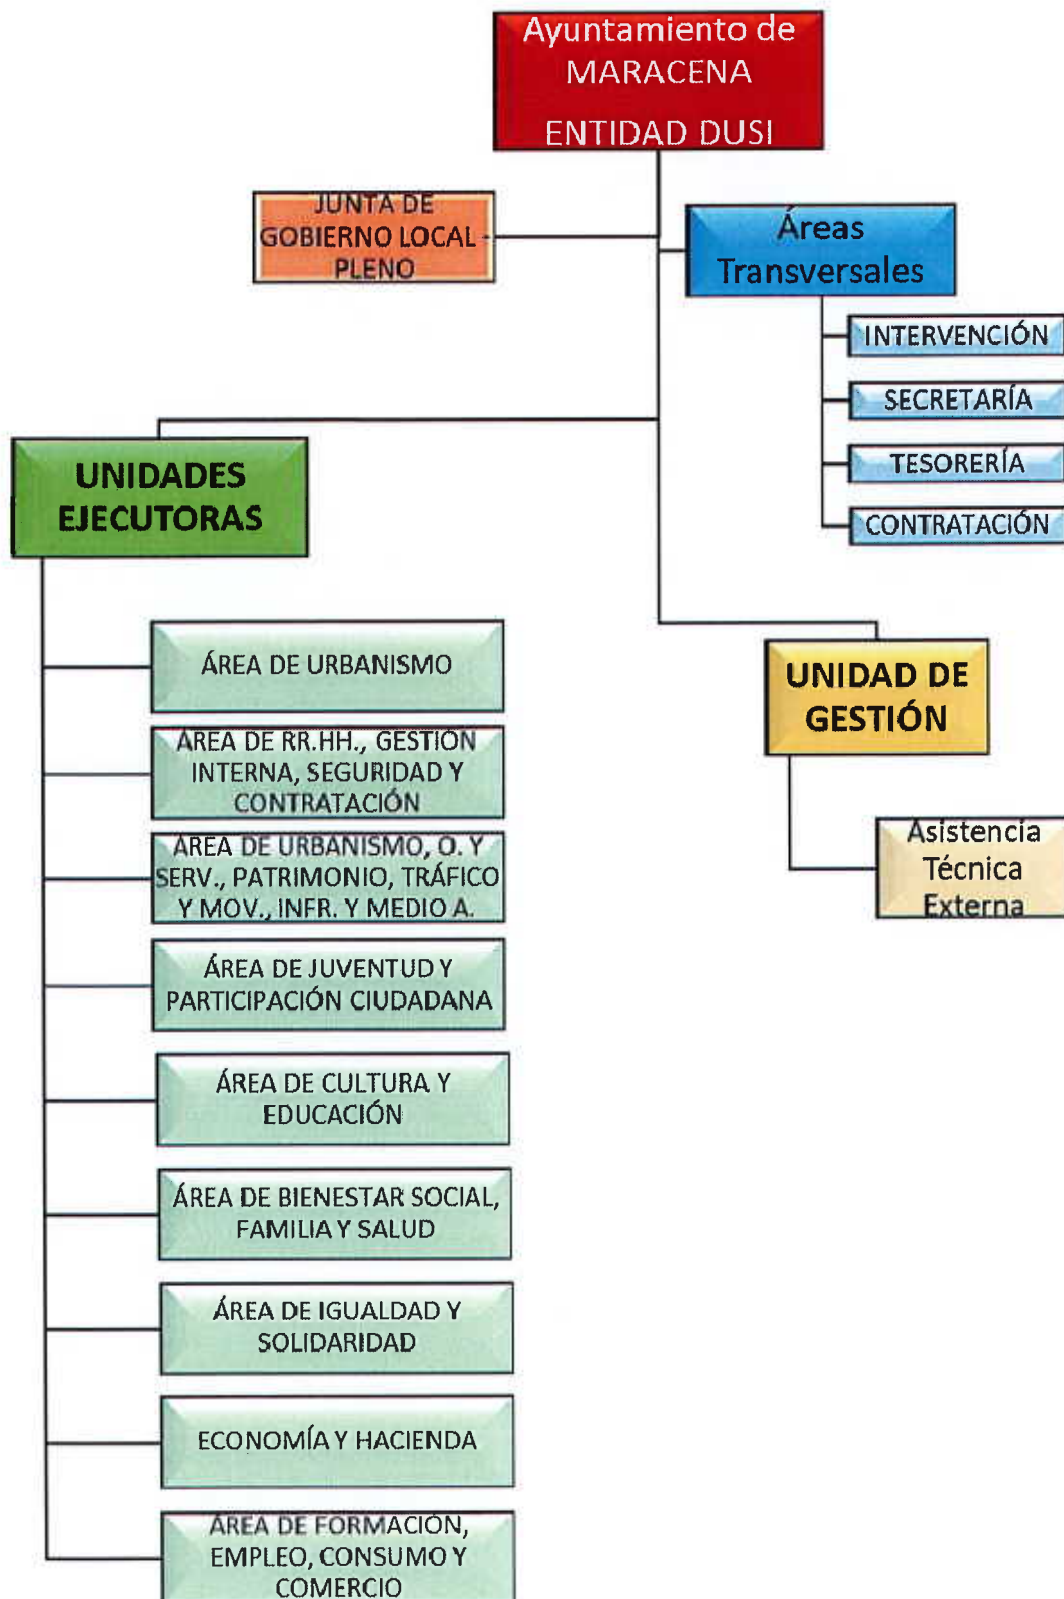 Ayuntamiento de
MARACENA
ENTIDAD DUSI
JUNTA DE
GOBIERNO LOCAL -
PLENO
Áreas
Transversales
INTERVENCIÓN
SECRETARÍA
TESORERÍA
CONTRATACIÓN
UNIDADES
EJECUTORAS
ÁREA DE URBANISMO
ÁREA DE RR.HH., GESTIÓN
INTERNA, SEGURIDAD Y
CONTRATACIÓN
ÁREA DE URBANISMO, O. Y
SERV., PATRIMONIO, TRÁFICO
Y MOV., INFR. Y MEDIO A.
ÁREA DE JUVENTUD Y
PARTICIPACIÓN CIUDADANA
ÁREA DE CULTURA Y
EDUCACIÓN
ÁREA DE BIENESTAR SOCIAL,
FAMILIA Y SALUD
ÁREA DE IGUALDAD Y
SOLIDARIDAD
ECONOMÍA Y HACIENDA
ÁREA DE FORMACIÓN,
EMPLEO, CONSUMO Y
COMERCIO
UNIDAD DE
GESTIÓN
Asistencia
Técnica
Externa